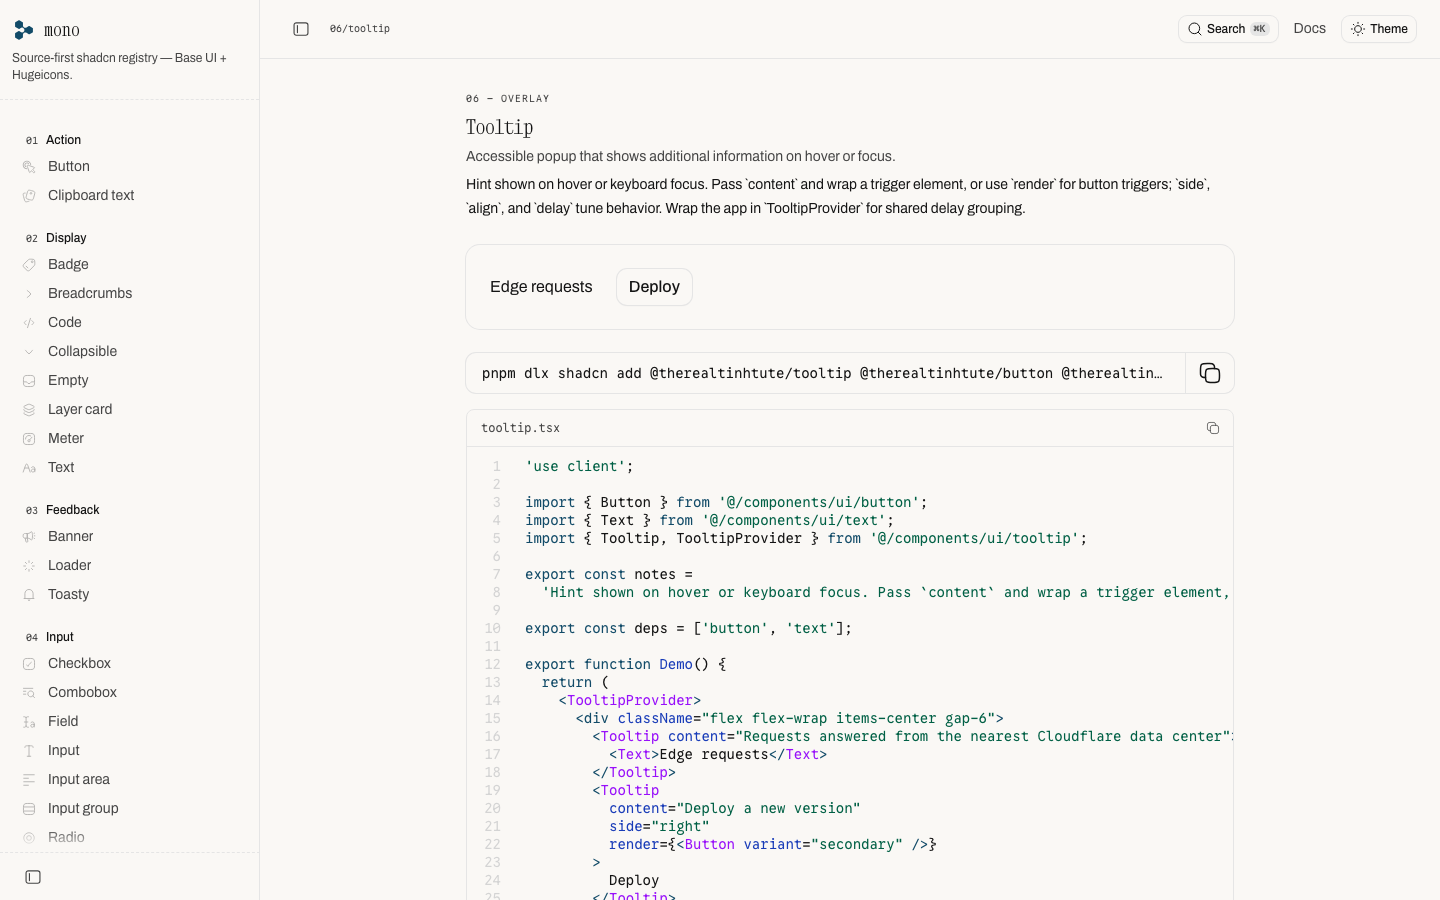 mono
Source-first shadcn registry — Base UI +
Hugeicons.
01 Action
Button
Clipboard text
02 Display
Badge
Breadcrumbs
Code
Collapsible
Empty
Layer card
Meter
Text
03 Feedback
Banner
Loader
Toasty
04 Input
Checkbox
Combobox
Field
Input
Input area
Input group
Radio
06/tooltip
Search ⌘K
Docs
Theme
06 — OVERLAY
Tooltip
Accessible popup that shows additional information on hover or focus.
Hint shown on hover or keyboard focus. Pass `content` and wrap a trigger element, or use `render` for button triggers; `side`,
`align`, and `delay` tune behavior. Wrap the app in `TooltipProvider` for shared delay grouping.
Edge requests
Deploy
pnpm dlx shadcn add @therealtinhtute/tooltip @therealtinhtute/button @therealtin…
tooltip.tsx
1 'use client';
2
3 import { Button } from '@/components/ui/button';
4 import { Text } from '@/components/ui/text';
5 import { Tooltip, TooltipProvider } from '@/components/ui/tooltip';
6
7 export const notes =
8 'Hint shown on hover or keyboard focus. Pass `content` and wrap a trigger element,
9
10 export const deps = ['button', 'text'];
11
12 export function Demo() {
13 return (
14 <TooltipProvider>
15 <div className="flex flex-wrap items-center gap-6">
16 <Tooltip content="Requests answered from the nearest Cloudflare data center">
17 <Text>Edge requests</Text>
18 </Tooltip>
19 <Tooltip
20 content="Deploy a new version"
21 side="right"
22 render={<Button variant="secondary" />}
23 >
24 Deploy
25 </Tooltip>